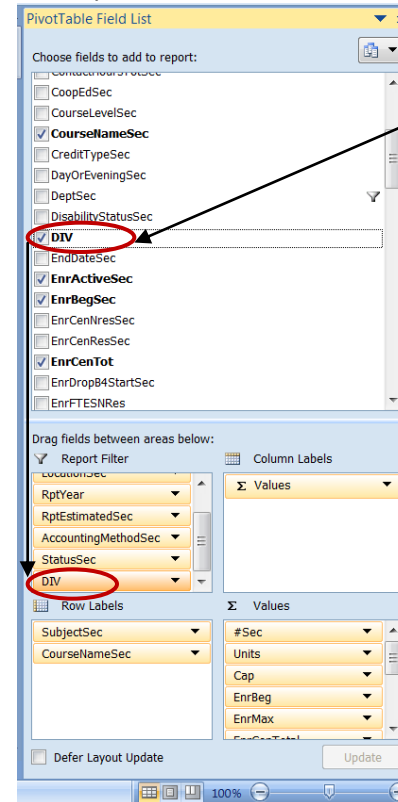 PivotTable Field List
Choose fields to add to report:
ContactHoursTotSec
CoopEdSec
CourseLevelSec
CourseNameSec
CreditTypeSec
DayOrEveningSec
DeptSec
DisabilityStatusSec
DIV
EndDateSec
EnrActiveSec
EnrBegSec
EnrCenNresSec
EnrCenResSec
EnrCenTot
EnrDropB4StartSec
EnrFTESNRes
Drag fields between areas below:
Report Filter
LocationSec
RptYear
RptEstimatedSec
AccountingMethodSec
StatusSec
DIV
Column Labels
Σ Values
Row Labels
SubjectSec
CourseNameSec
Σ Values
#Sec
Units
Cap
EnrBeg
EnrMax
EnrCenTotal
Defer Layout Update
Update
100%